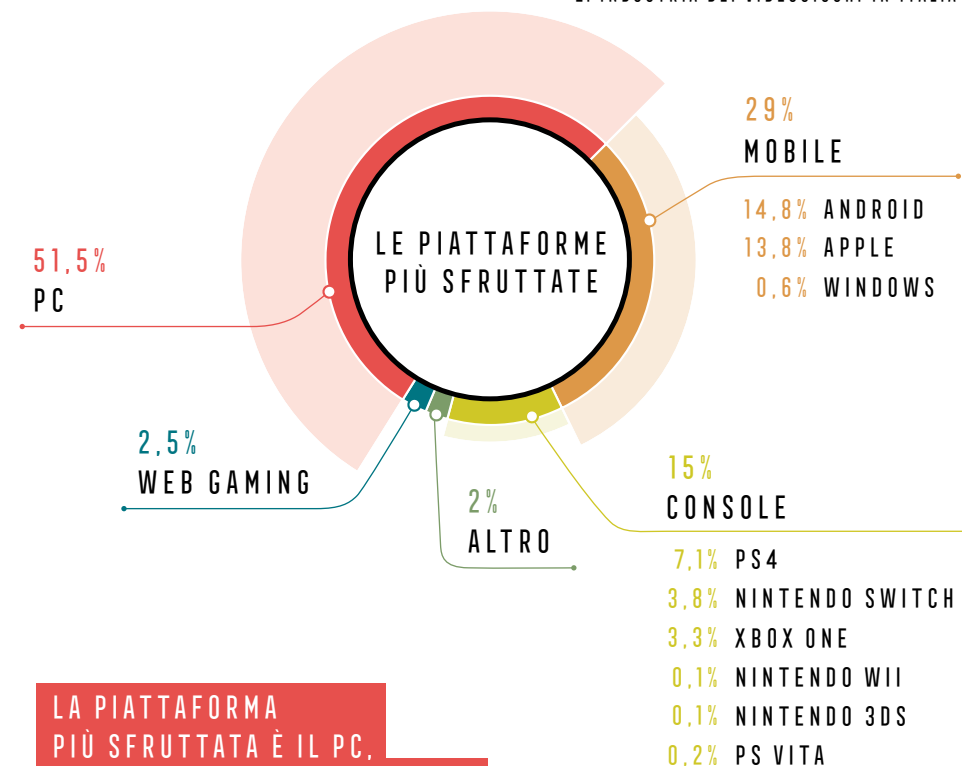 LE PIATTAFORME
PIÙ SFRUTTATE
51,5%
PC
29%
MOBILE
14,8% ANDROID
13,8% APPLE
0,6% WINDOWS
2,5%
WEB GAMING
2%
ALTRO
15%
CONSOLE
7,1% PS4
3,8% NINTENDO SWITCH
3,3% XBOX ONE
0,1% NINTENDO WII
0,1% NINTENDO 3DS
0,2% PS VITA
LA PIATTAFORMA
PIÙ SFRUTTATA È IL PC,